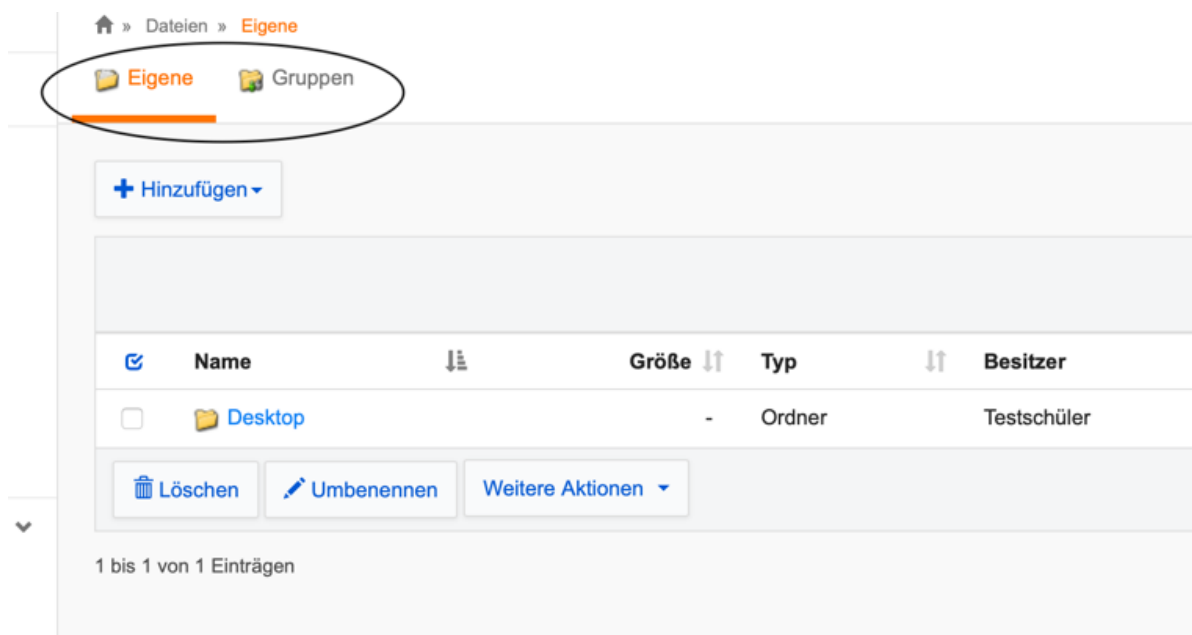 » Dateien » Eigene
Eigene Gruppen
+ Hinzufügen
Name Größe Typ Besitzer
Desktop - Ordner Testschüler
Löschen Umbenennen Weitere Aktionen
1 bis 1 von 1 Einträgen